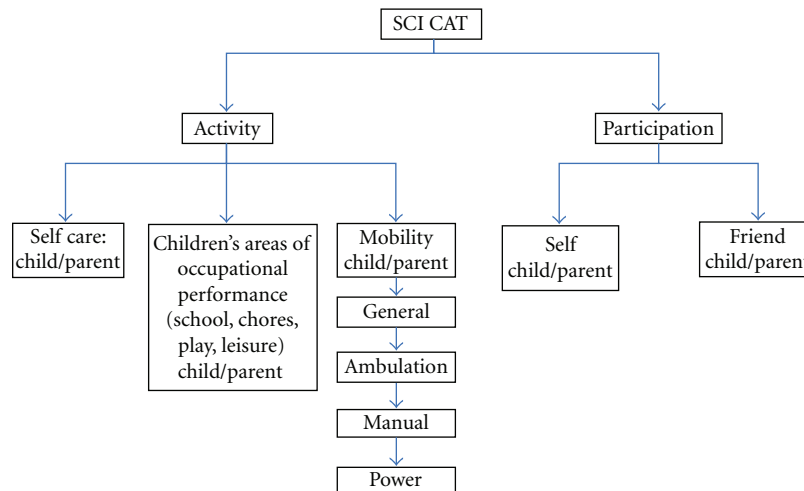 SCI CAT
Activity
Participation
Self care:
child/parent
Children's areas of
occupational
performance
(school, chores,
play, leisure)
child/parent
Mobility
child/parent
General
Ambulation
Manual
Power
Self
child/parent
Friend
child/parent